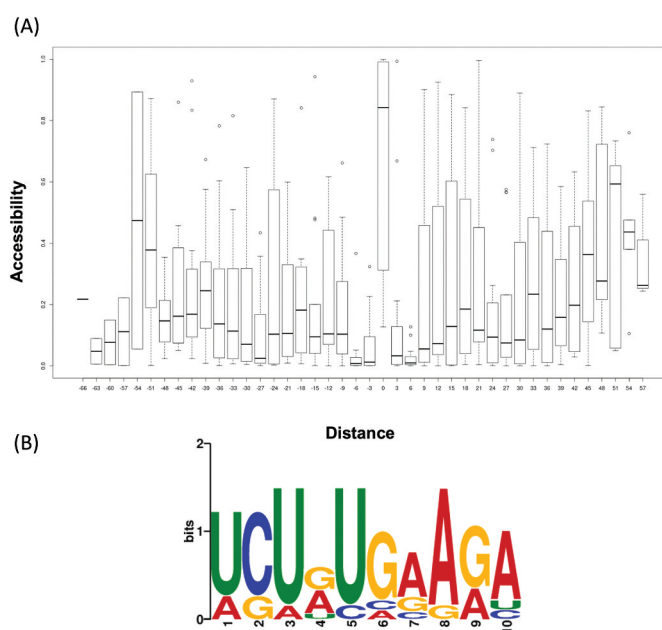 (A)
Accessibility
1.0
0.8
0.6
0.4
0.2
0.0
-66 -63 -60 -57 -54 -51 -48 -45 -42 -39 -36 -33 -30 -27 -24 -21 -18 -15 -12 -9 -6 -3 0 3 6 9 12 15 18 21 24 27 30 33 36 39 42 45 48 51 54 57
Distance
(B)
bits
2
1
0
UCUGUGAAGA
AGAACCGGAU
UAC C
1 2 3 4 5 6 7 8 9 10